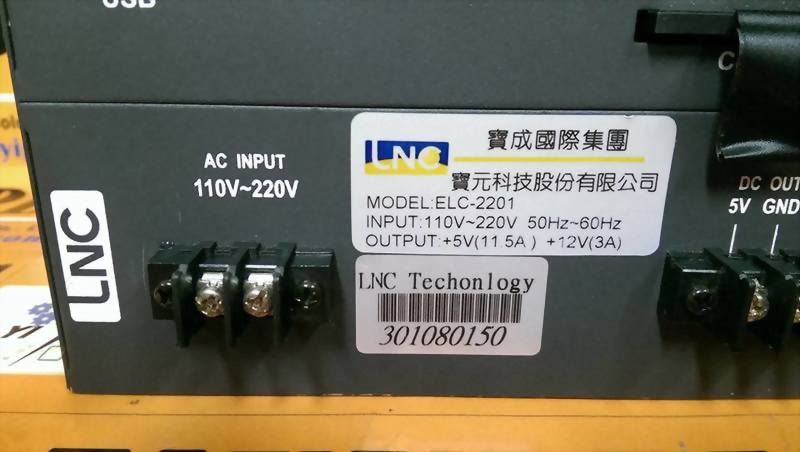 USB
AC INPUT
110V~220V
LNC
LNC
寶成國際集團
寶元科技股份有限公司
MODEL:ELC-2201
INPUT:110V~220V 50Hz~60Hz
OUTPUT:+5V(11.5A) +12V(3A)
LNC Techonlogy
301080150
C
DC OUT
5V GND